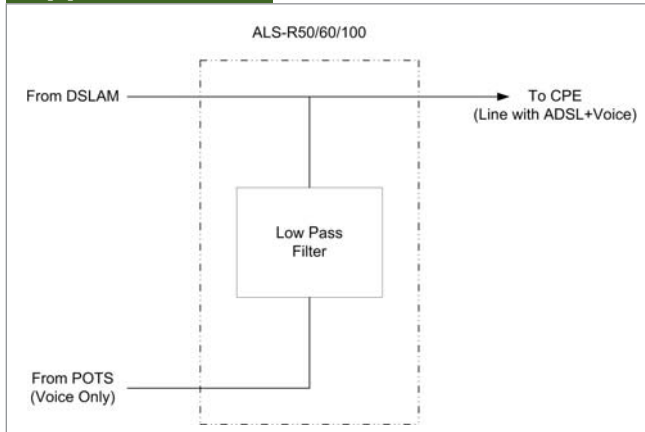 ALS-R50/60/100
From DSLAM
To CPE
(Line with ADSL+Voice)
Low Pass
Filter
From POTS
(Voice Only)